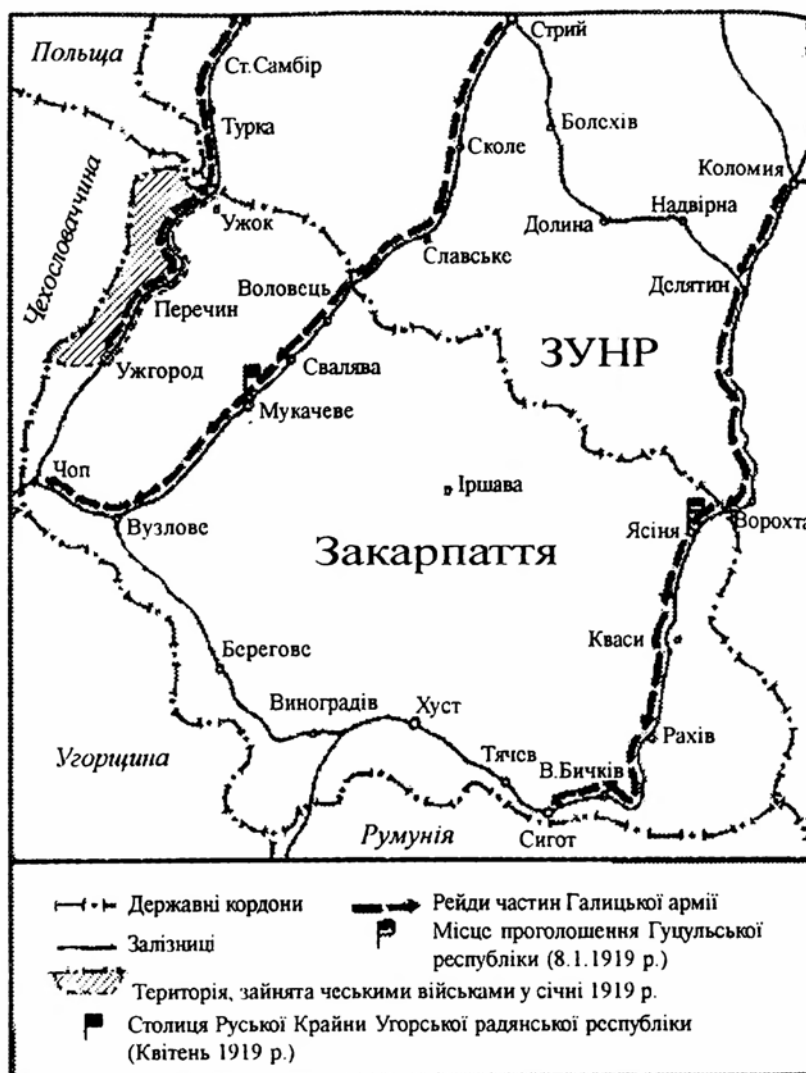 Польща
Стрий
Ст. Самбір
Турка
Болєхів
Сколе
Коломия
Чехословаччина
Ужок
Долина
Надвірна
Славське
Воловець
Делятин
Перечин
ЗУНР
Ужгород
Свалява
Мукачеве
Чоп
Іршава
Вузлове
Ясіня
Ворохта
Закарпаття
Кваси
Берегове
Виноградів
Хуст
Рахів
Угорщина
Тячев
В.Бичків
Румунія
Сигот
Державні кордони
Рейди частин Галицької армії
Залізниці
Місце проголошення Гуцульської
республіки (8.1.1919 р.)
Територія, зайнята чеськими військами у січні 1919 р.
Столиця Руської Крайни Угорської радянської республіки
(Квітень 1919 р.)